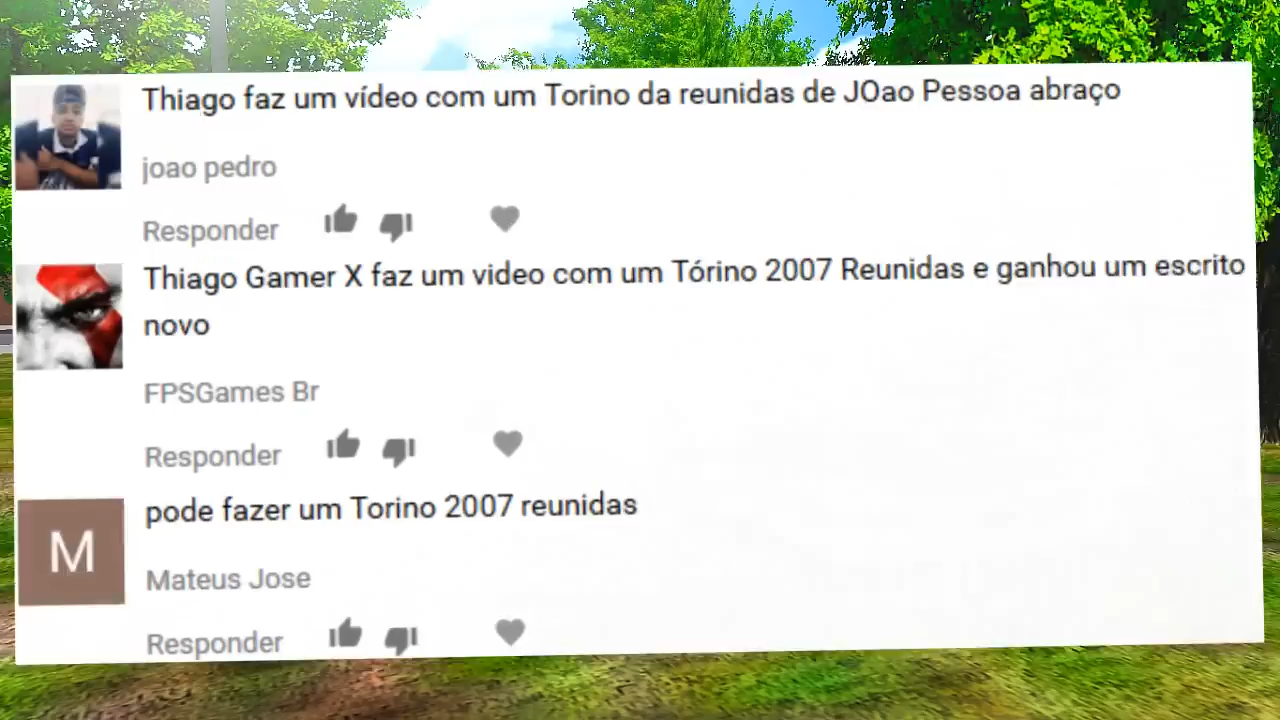 Thiago faz um vídeo com um Torino da reunidas de JOao Pessoa abraço
joao pedro
Responder
Thiago Gamer X faz um video com um Tórino 2007 Reunidas e ganhou um escrito
novo
FPSGames Br
Responder
M
pode fazer um Torino 2007 reunidas
Mateus Jose
Responder